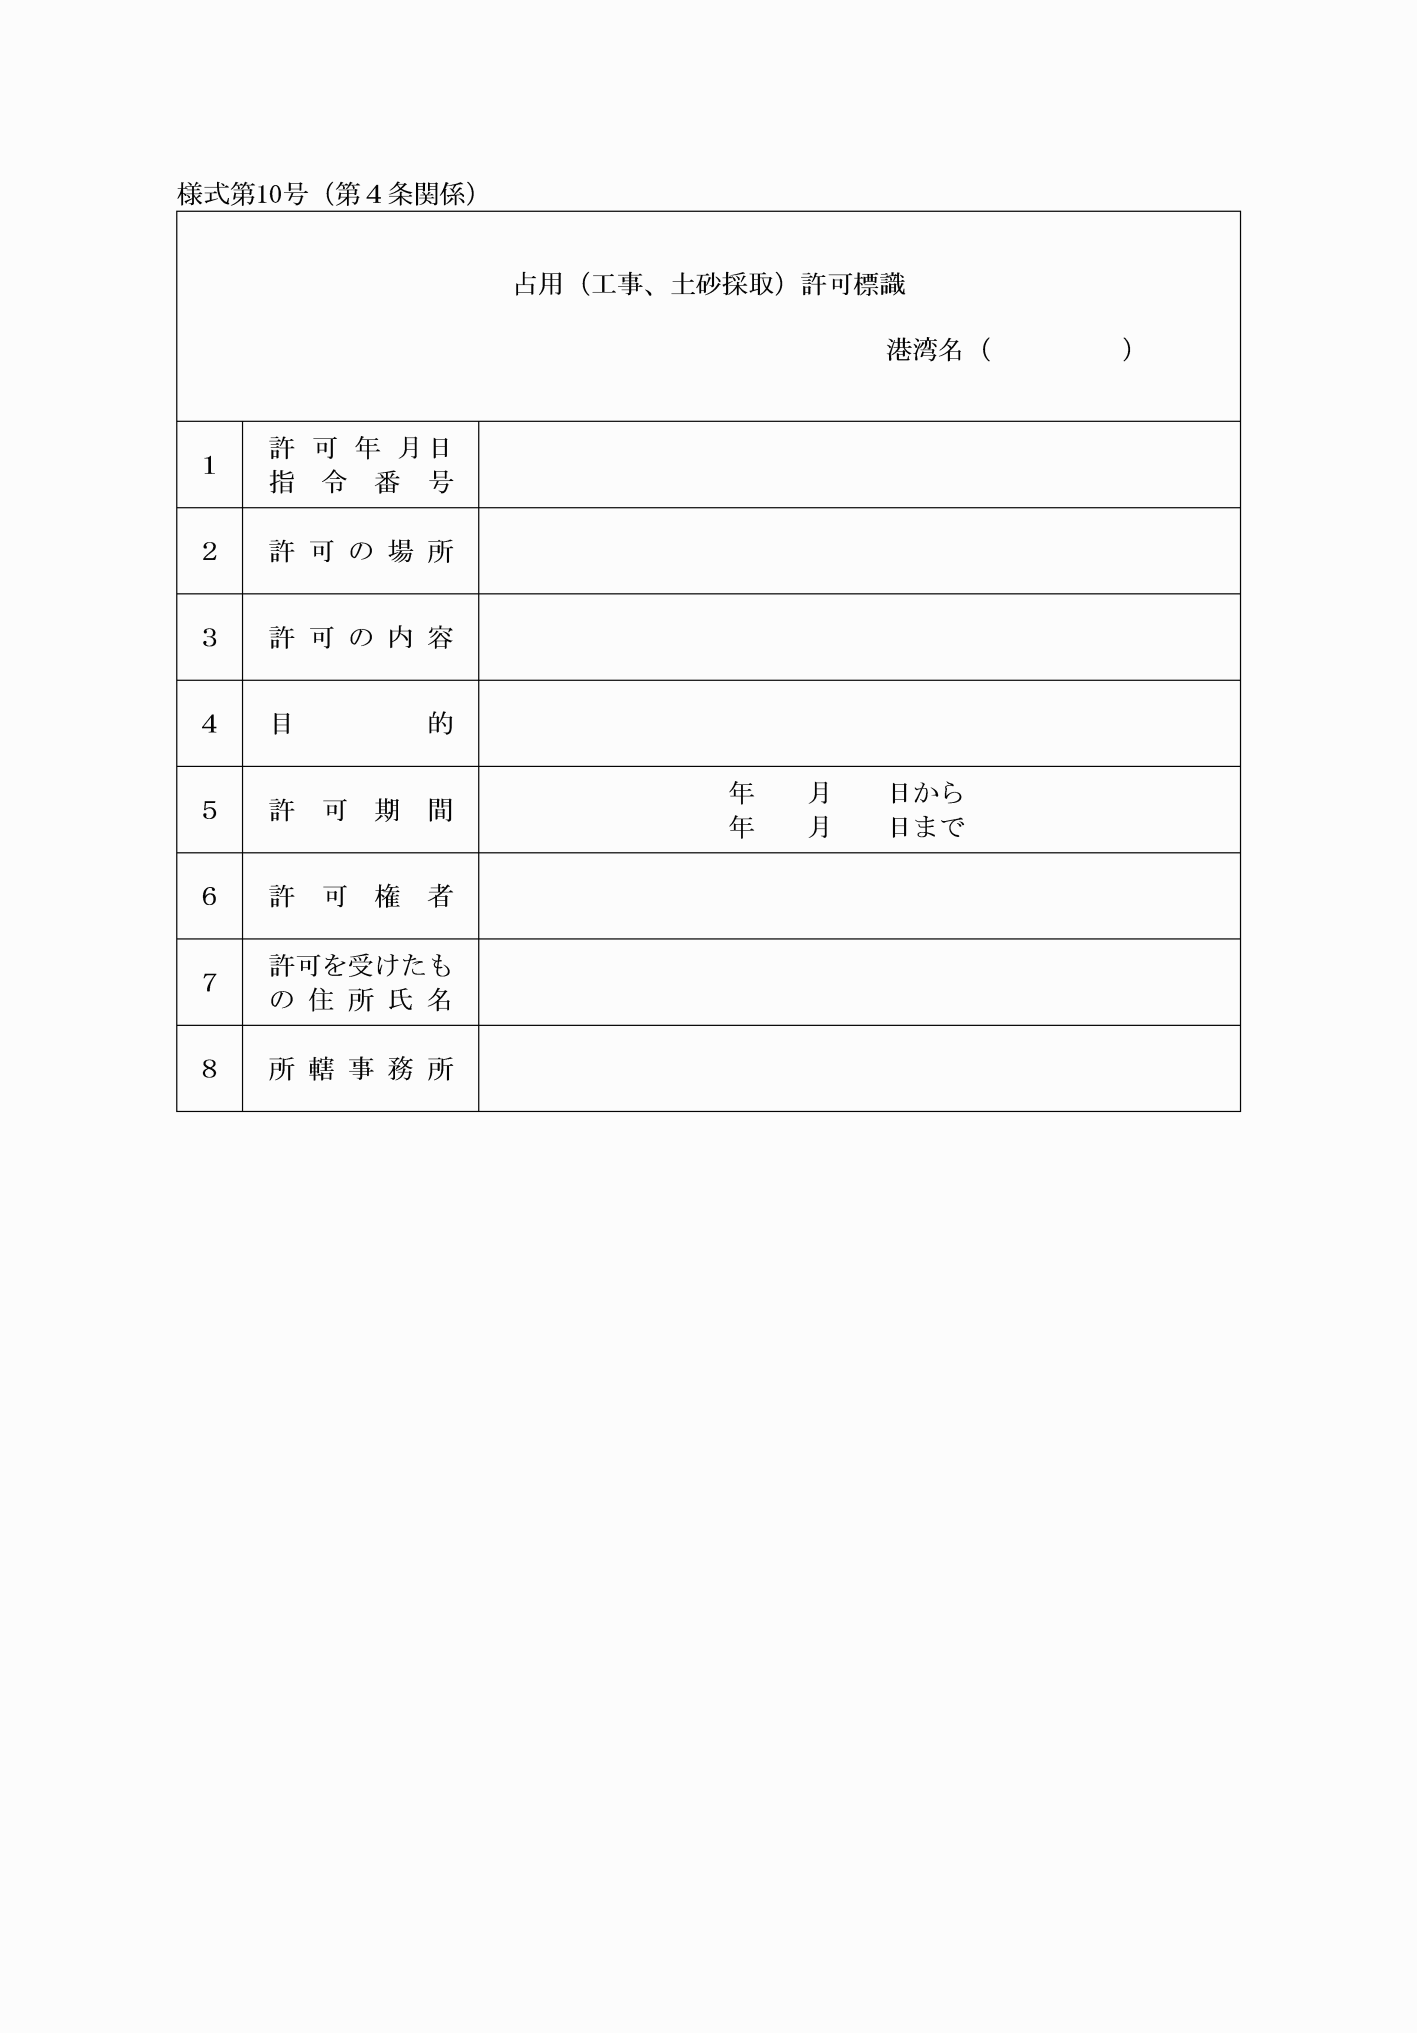 様式第10号（第４条関係）
占用（工事、土砂採取）許可標識
港湾名（　　　　　）
1
許可年月日
指令番号
2
許可の場所
3
許可の内容
4
目的
5
許可期間
年　　月　　日から
年　　月　　日まで
6
許可権者
7
許可を受けたも
の住所氏名
8
所轄事務所